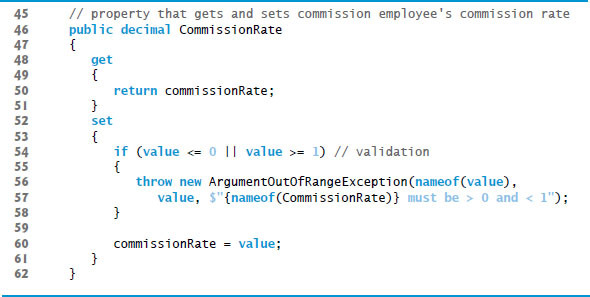 45 // property that gets and sets commission employee's commission rate
46 public decimal CommissionRate
47 {
48 get
49 {
50 return commissionRate;
51 }
52 set
53 {
54 if (value <= 0 || value >= 1) // validation
55 {
56 throw new ArgumentOutOfRangeException(nameof(value),
57 value, $"{nameof(CommissionRate)} must be > 0 and < 1");
58 }
59
60 commissionRate = value;
61 }
62 }